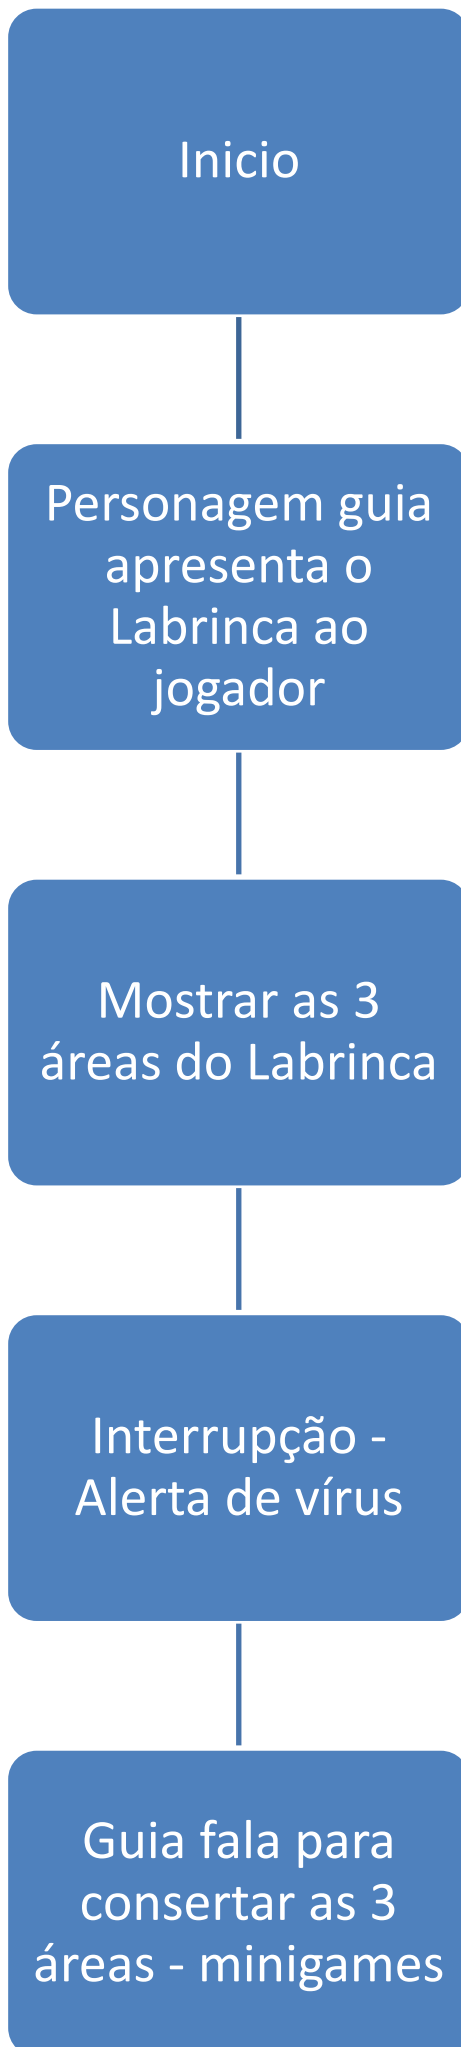 Inicio
Personagem guia
apresenta o
Labrinca ao
jogador
Mostrar as 3
áreas do Labrinca
Interrupção -
Alerta de vírus
Guia fala para
consertar as 3
áreas - minigames